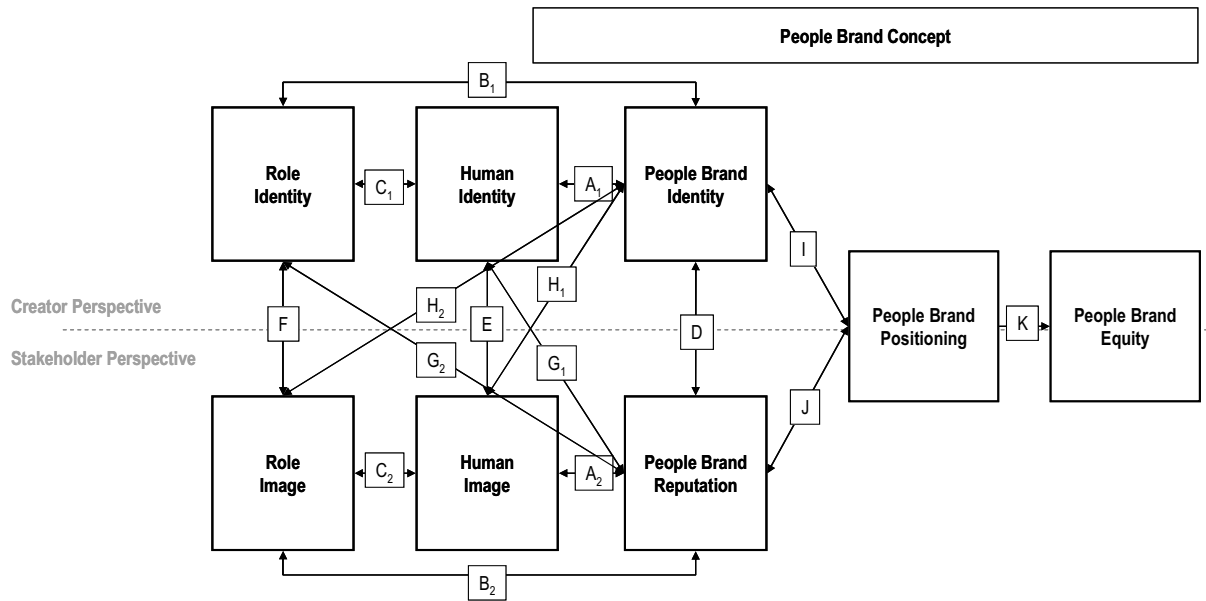 People Brand Concept
B1
Role
Identity
C1
Human
Identity
A1
People Brand
Identity
I
H2
H1
Creator Perspective
F
E
D
People Brand
Positioning
K
People Brand
Equity
Stakeholder Perspective
G2
G1
J
Role
Image
C2
Human
Image
A2
People Brand
Reputation
B2